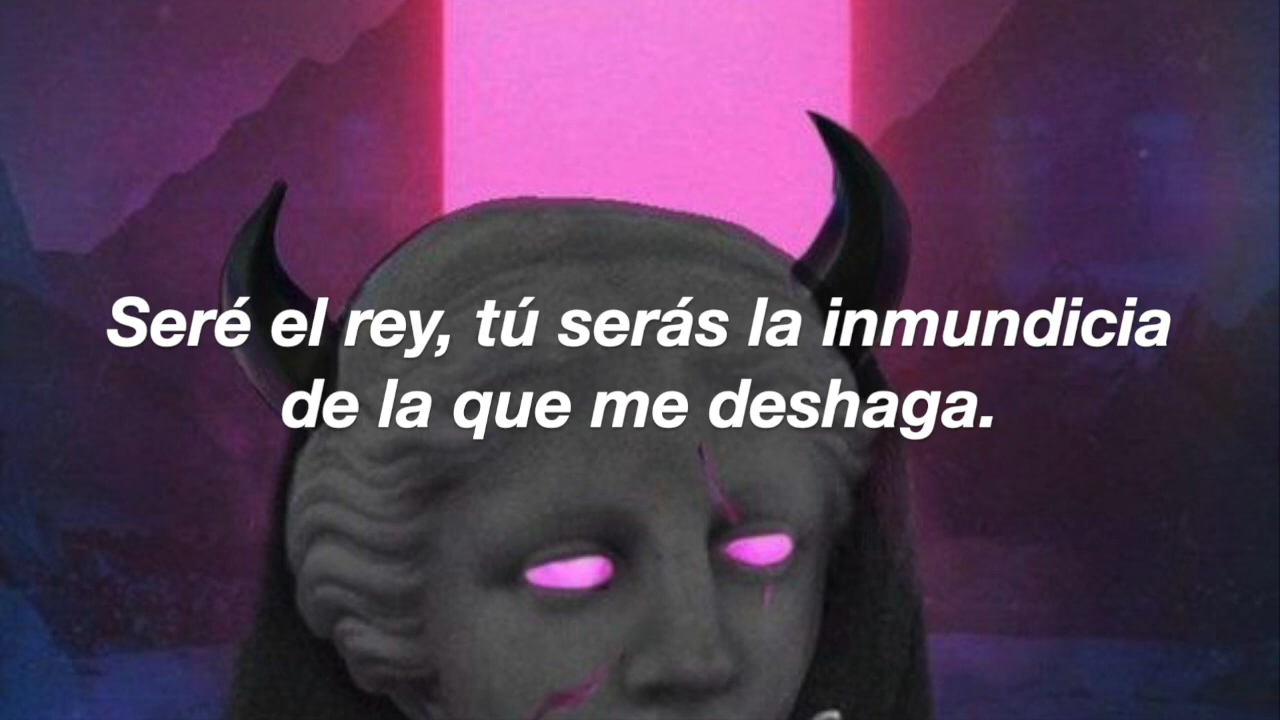 Seré el rey, tú serás la inmundicia
de la que me deshaga.